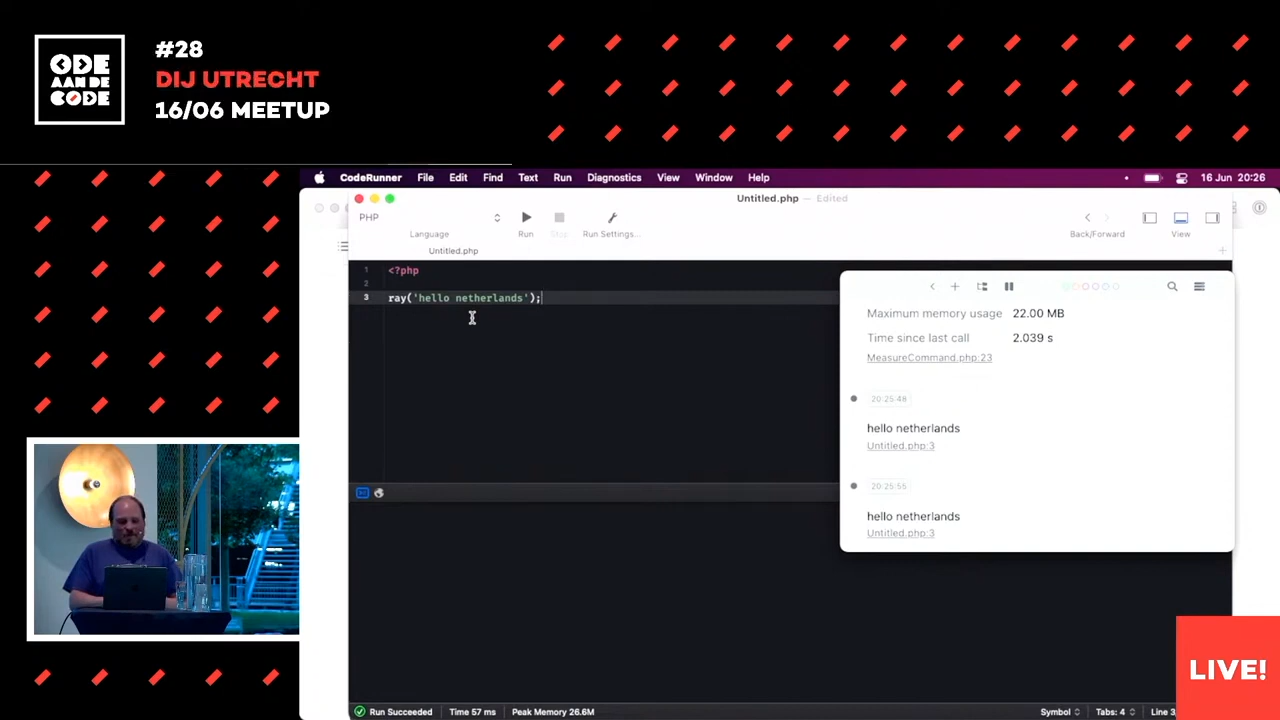 ODE
AAN DE
CODE
#28
DIJ UTRECHT
16/06 MEETUP
CodeRunner File Edit Find Text Run Diagnostics View Window Help
16 Jun 20:26
Untitled.php — Edited
PHP
Language
Run
Stop
Run Settings...
Back/Forward
View
Untitled.php
1 <?php
2
3 ray('hello netherlands');
Maximum memory usage 22.00 MB
Time since last call 2.039 s
MeasureCommand.php:23
20:25:48
hello netherlands
Untitled.php:3
20:25:55
hello netherlands
Untitled.php:3
LIVE!
Run Succeeded Time 57 ms Peak Memory 26.6M
Symbol Tabs: 4 Line 3